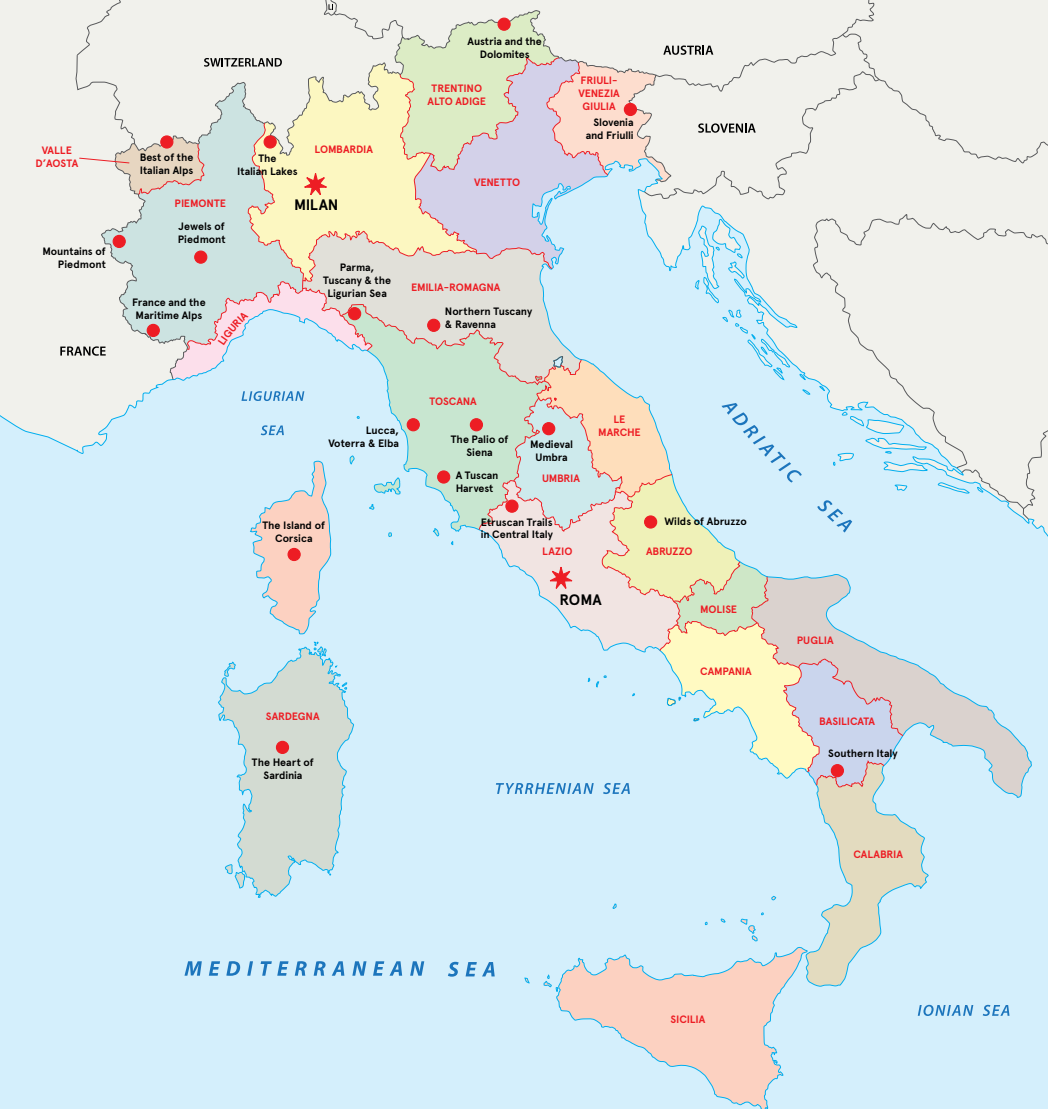 u
AUSTRIA
Austria and the
Dolomites
SWITZERLAND
TRENTINO
ALTO ADIGE
FRIULI-
VENEZIA
GIULIA
Slovenia
and Friulli
SLOVENIA
VALLE
D'AOSTA
Best of the
Italian Alps
The
Italian Lakes
LOMBARDIA
MILAN
VENETTO
PIEMONTE
Jewels of
Piedmont
Mountains of
Piedmont
France and the
Maritime Alps
FRANCE
LIGURIA
Parma,
Tuscany & the
Ligurian Sea
EMILIA-ROMAGNA
Northern Tuscany
& Ravenna
LIGURIAN
SEA
TOSCANA
Lucca,
Voterra & Elba
The Palio of
Siena
A Tuscan
Harvest
LE
MARCHE
Medieval
Umbra
UMBRIA
ADRIATIC SEA
Etruscan Trails
in Central Italy
Wilds of Abruzzo
The Island of
Corsica
LAZIO
ABRUZZO
ROMA
MOLISE
PUGLIA
CAMPANIA
SARDEGNA
BASILICATA
The Heart of
Sardinia
Southern Italy
TYRRHENIAN SEA
CALABRIA
MEDITERRANEAN SEA
IONIAN SEA
SICILIA